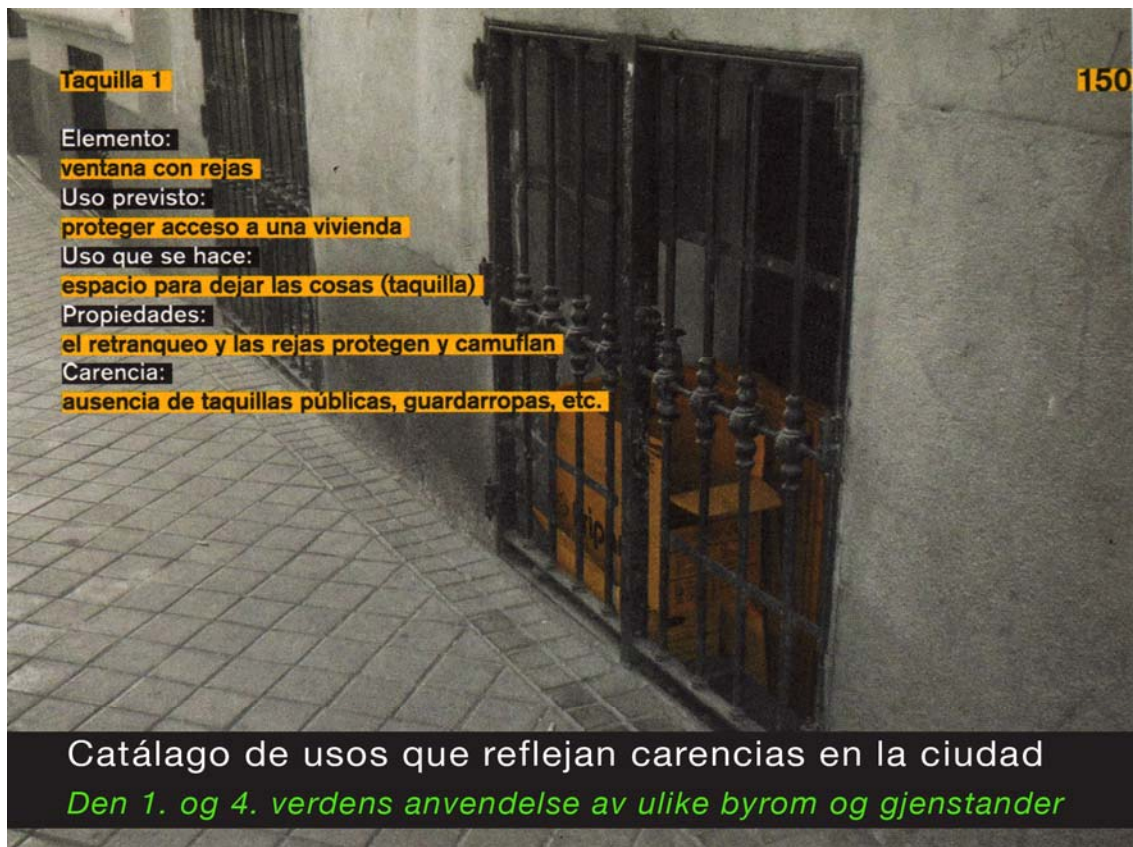 Taquilla 1
150
Elemento:
ventana con rejas
Uso previsto:
proteger acceso a una vivienda
Uso que se hace:
espacio para dejar las cosas (taquilla)
Propiedades:
el retranqueo y las rejas protegen y camuflan
Carencia:
ausencia de taquillas públicas, guardarropas, etc.
Catálago de usos que reflejan carencias en la ciudad
Den 1. og 4. verdens anvendelse av ulike byrom og gjenstander